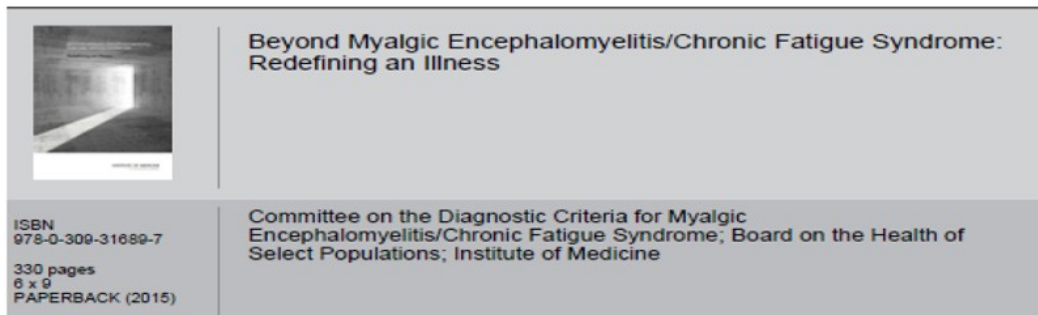 Beyond Myalgic Encephalomyelitis/Chronic Fatigue Syndrome:
Redefining an Illness
ISBN
978-0-309-31689-7
330 pages
6 x 9
PAPERBACK (2015)
Committee on the Diagnostic Criteria for Myalgic
Encephalomyelitis/Chronic Fatigue Syndrome; Board on the Health of
Select Populations; Institute of Medicine